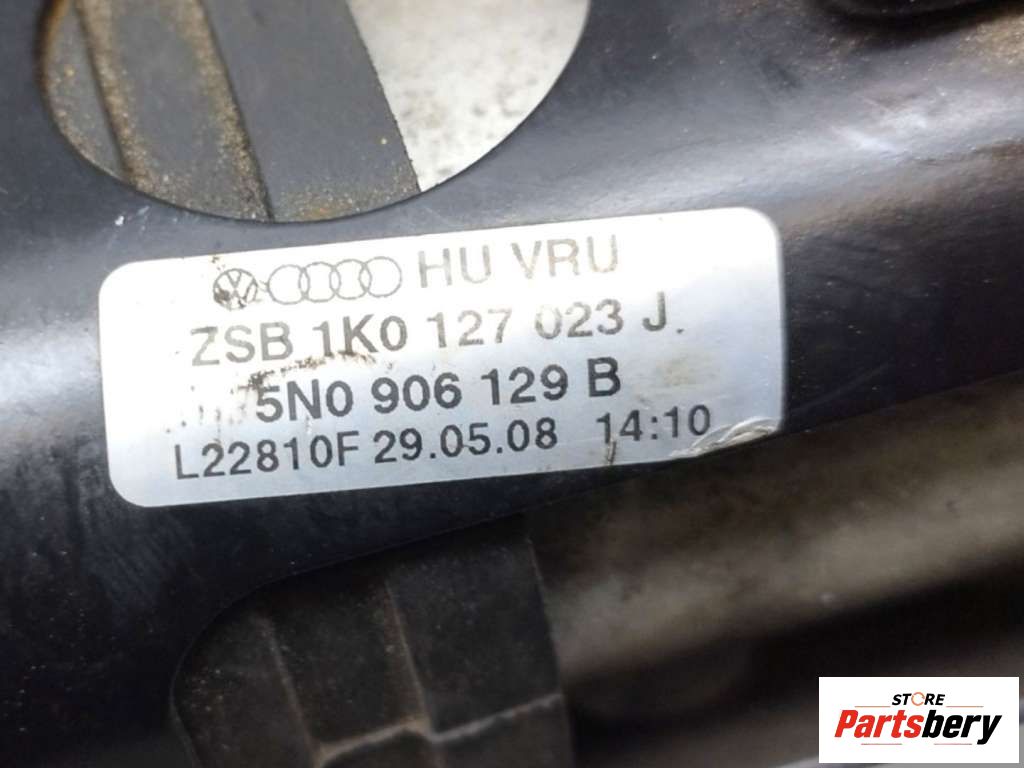 HU VRU
ZSB 1K0 127 023 J.
5N0 906 129 B
L22810F 29.05.08 14:10
STORE
Partsbery